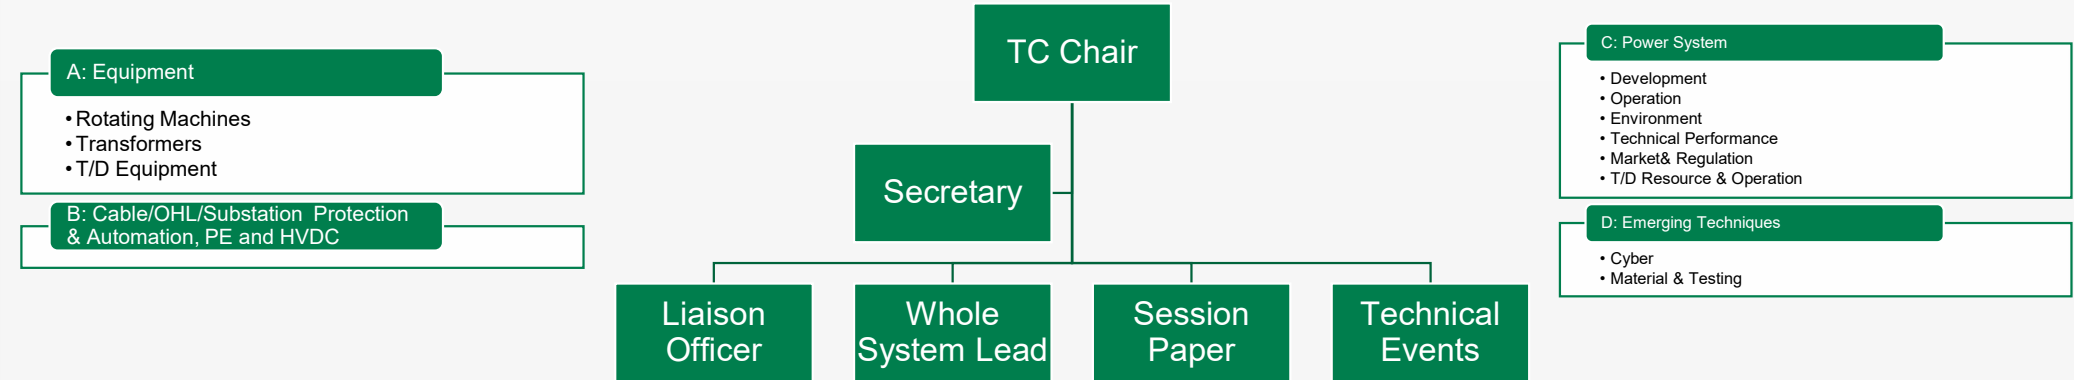 A: Equipment
• Rotating Machines
• Transformers
• T/D Equipment
B: Cable/OHL/Substation Protection
& Automation, PE and HVDC
TC Chair
Secretary
Liaison
Officer
Whole
System Lead
Session
Paper
Technical
Events
C: Power System
• Development
• Operation
• Environment
• Technical Performance
• Market& Regulation
• T/D Resource & Operation
D: Emerging Techniques
• Cyber
• Material & Testing